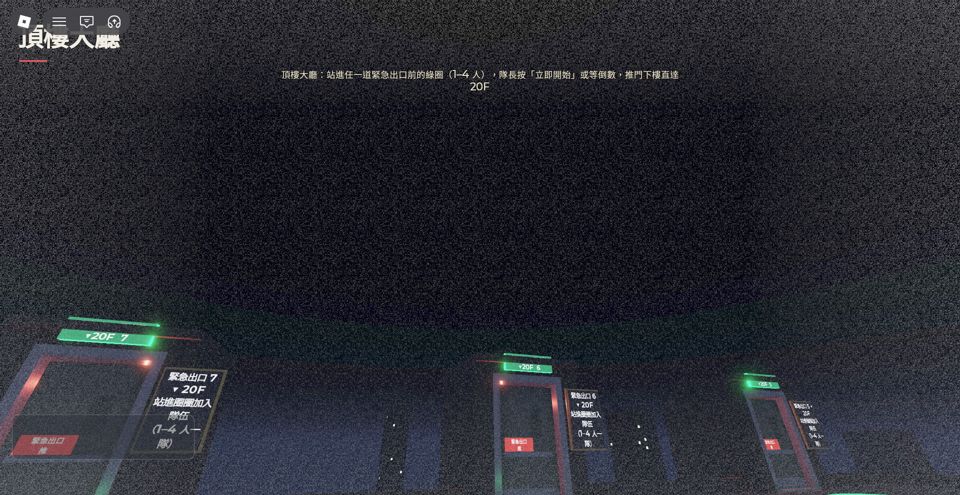 頂樓大廳
頂樓大廳：站進任一道緊急出口前的綠圈（1–4 人），隊長按「立即開始」或等倒數，推門下樓直達
20F
▼20F 7
緊急出口 7
▼ 20F
站進圈圈加入
隊伍
（1–4 人一
隊）
緊急出口
▼20F 6
緊急出口 6
▼ 20F
站進圈圈加入
隊伍
（1–4 人一
隊）
緊急出口
20F